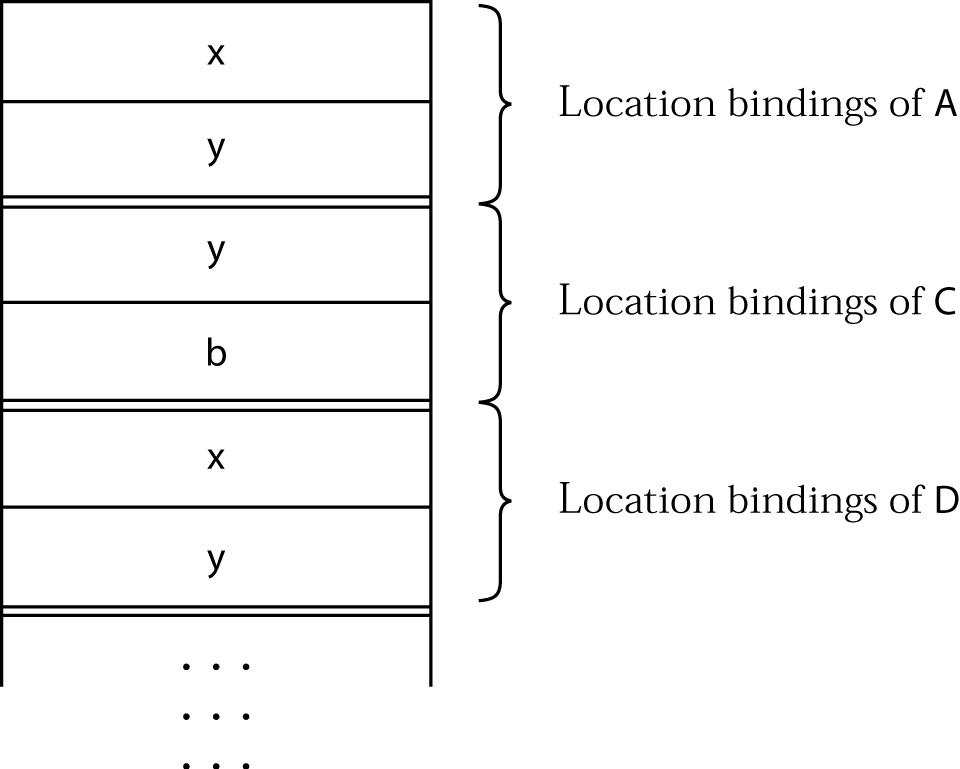 x
Location bindings of A
y
y
Location bindings of C
b
x
Location bindings of D
y
. . .
. . .
. . .